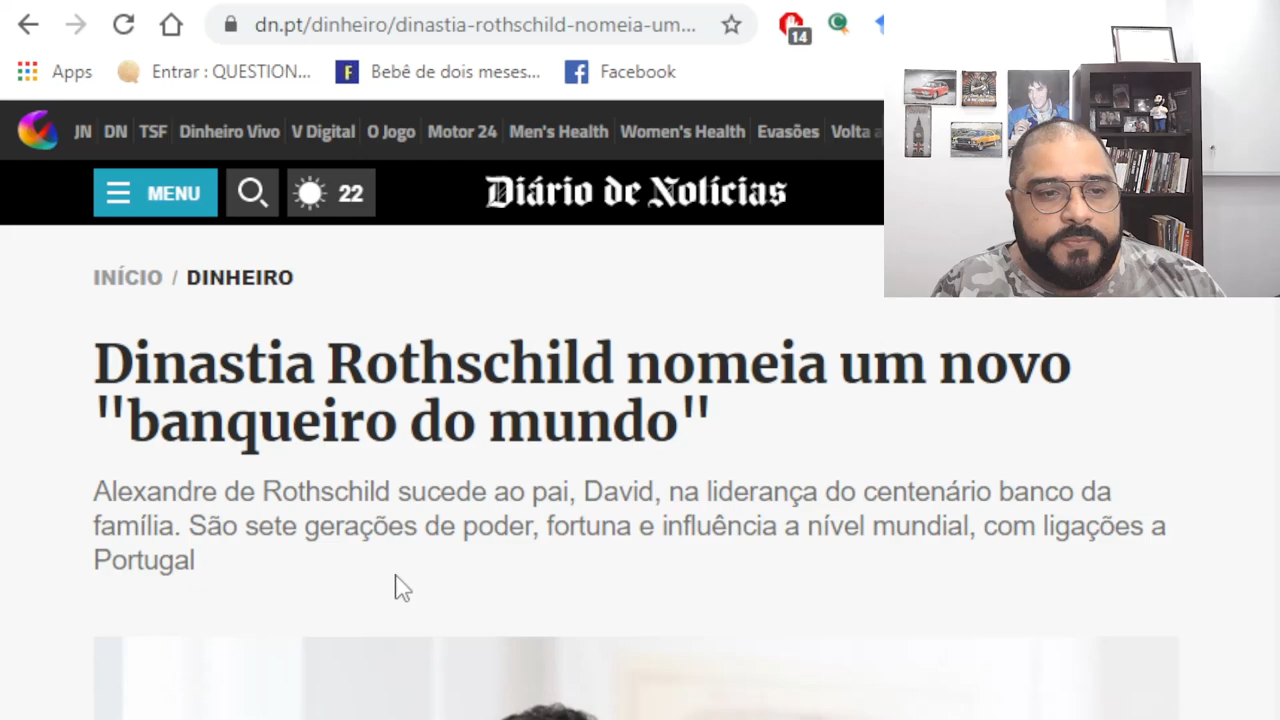 dn.pt/dinheiro/dinastia-rothschild-nomeia-um...
14
Apps
Entrar : QUESTION...
F
Bebê de dois meses...
Facebook
JN DN TSF Dinheiro Vivo V Digital O Jogo Motor 24 Men's Health Women's Health Evasões Volta a
MENU
22
Diário de Notícias
INÍCIO / DINHEIRO
Dinastia Rothschild nomeia um novo
"banqueiro do mundo"
Alexandre de Rothschild sucede ao pai, David, na liderança do centenário banco da
família. São sete gerações de poder, fortuna e influência a nível mundial, com ligações a
Portugal